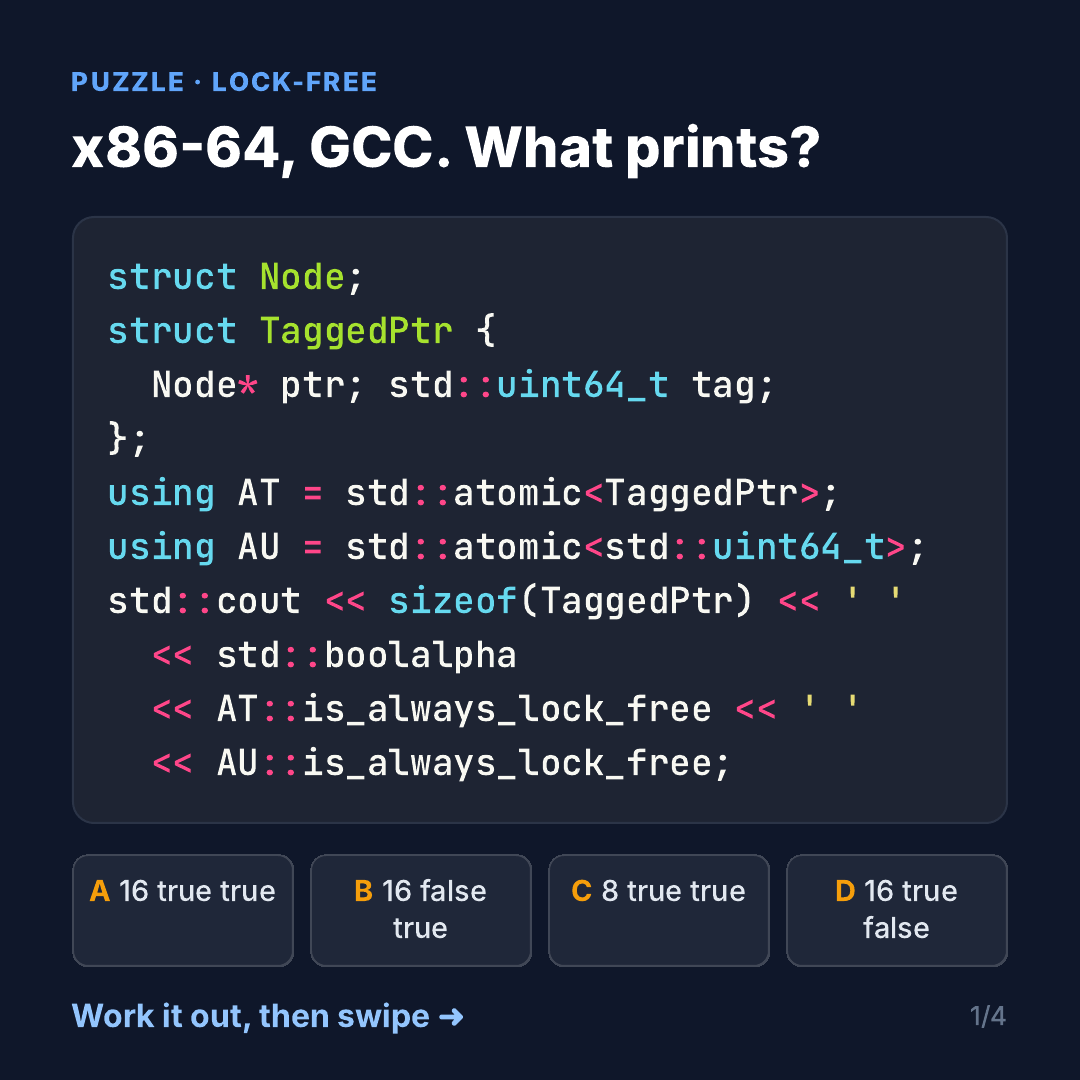 PUZZLE · LOCK-FREE
x86-64, GCC. What prints?
struct Node;
struct TaggedPtr {
  Node* ptr; std::uint64_t tag;
};
using AT = std::atomic<TaggedPtr>;
using AU = std::atomic<std::uint64_t>;
std::cout << sizeof(TaggedPtr) << ' '
  << std::boolalpha
  << AT::is_always_lock_free << ' '
  << AU::is_always_lock_free;
A 16 true true
B 16 false
true
C 8 true true
D 16 true
false
Work it out, then swipe ➜
1/4